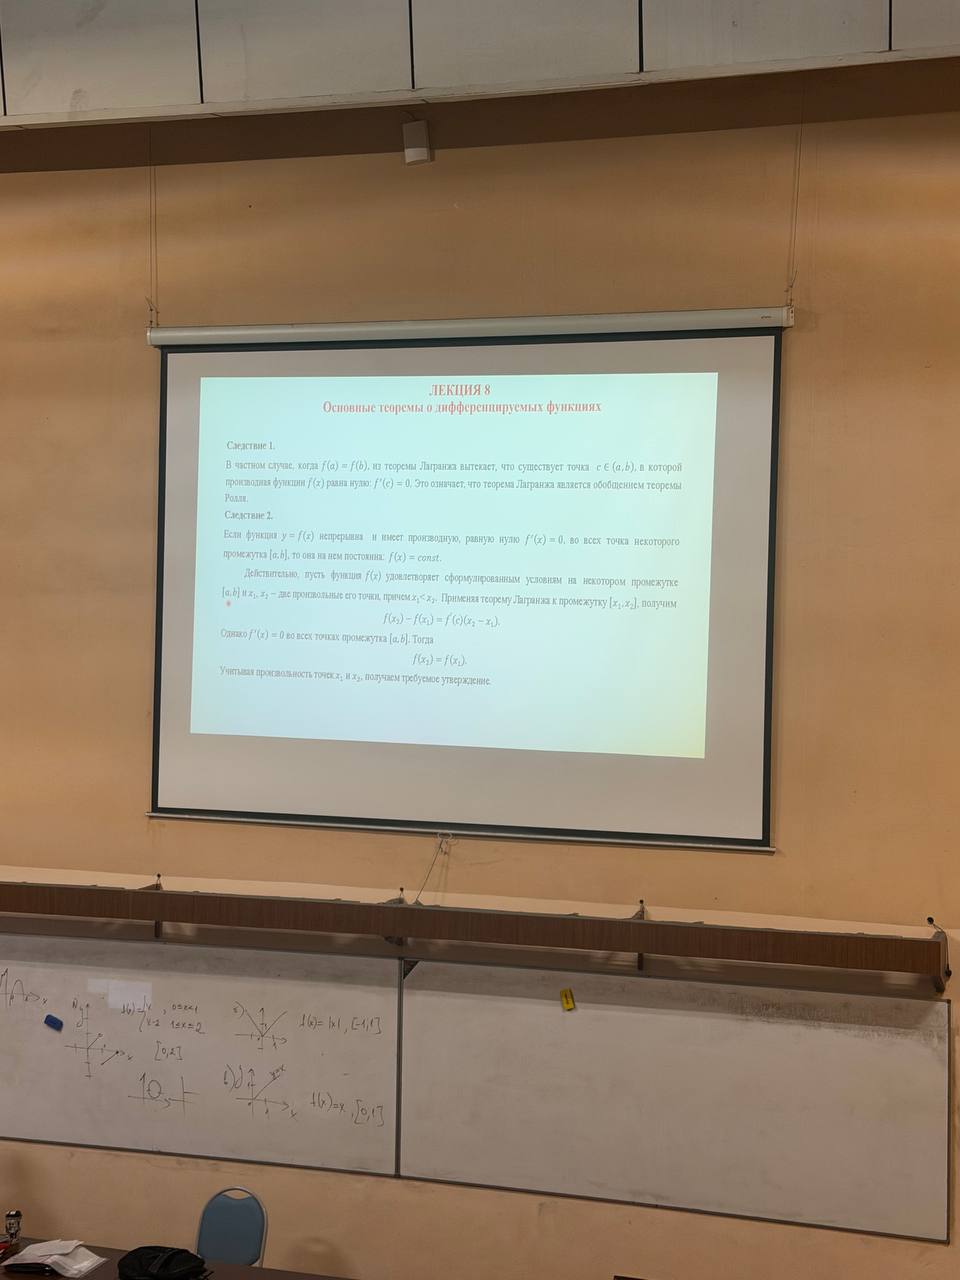 ЛЕКЦИЯ 8
Основные теоремы о дифференцируемых функциях
Следствие 1.
В частном случае, когда f(a) = f(b), из теоремы Лагранжа вытекает, что существует точка c ∈ (a, b), в которой
производная функции f(x) равна нулю: f'(c) = 0. Это означает, что теорема Лагранжа является обобщением теоремы
Ролля.
Следствие 2.
Если функция y = f(x) непрерывна и имеет производную, равную нулю f'(x) = 0, во всех точка некоторого
промежутка [a, b], то она на нем постоянна: f(x) = const.
Действительно, пусть функция f(x) удовлетворяет сформулированным условиям на некотором промежутке
[a, b] и x₁, x₂ – две произвольные его точки, причем x₁< x₂. Применяя теорему Лагранжа к промежутку [x₁, x₂], получим
f(x₂) − f(x₁) = f'(c)(x₂ − x₁).
Однако f'(x) = 0 во всех точках промежутка [a, b]. Тогда
f(x₂) = f(x₁).
Учитывая произвольность точек x₁ и x₂, получаем требуемое утверждение.
x
y
f(x)= x , 0≤x<1
x-2 1≤x≤2
x
[0,2]
f(x)= |x| , [-1,1]
y=x
x
f(x)=x , [0,1]